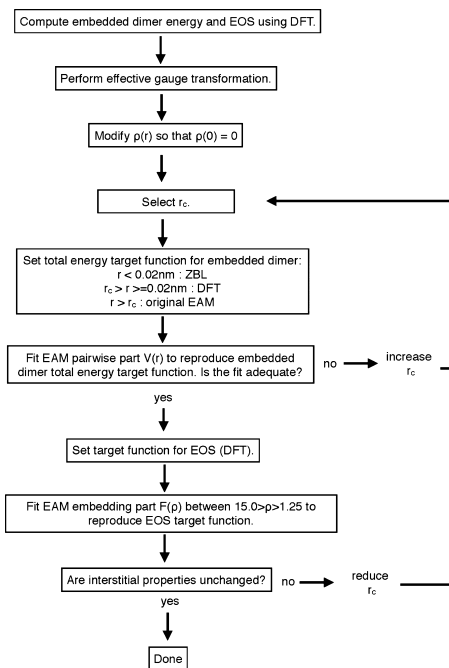 Compute embedded dimer energy and EOS using DFT.
Perform effective gauge transformation.
Modify ρ(r) so that ρ(0) = 0
Select rc.
Set total energy target function for embedded dimer:
r < 0.02nm : ZBL
rc > r >=0.02nm : DFT
r > rc : original EAM
Fit EAM pairwise part V(r) to reproduce embedded
dimer total energy target function. Is the fit adequate?
no
increase
rc
yes
Set target function for EOS (DFT).
Fit EAM embedding part F(ρ) between 15.0>ρ>1.25 to
reproduce EOS target function.
Are interstitial properties unchanged?
no
reduce
rc
yes
Done